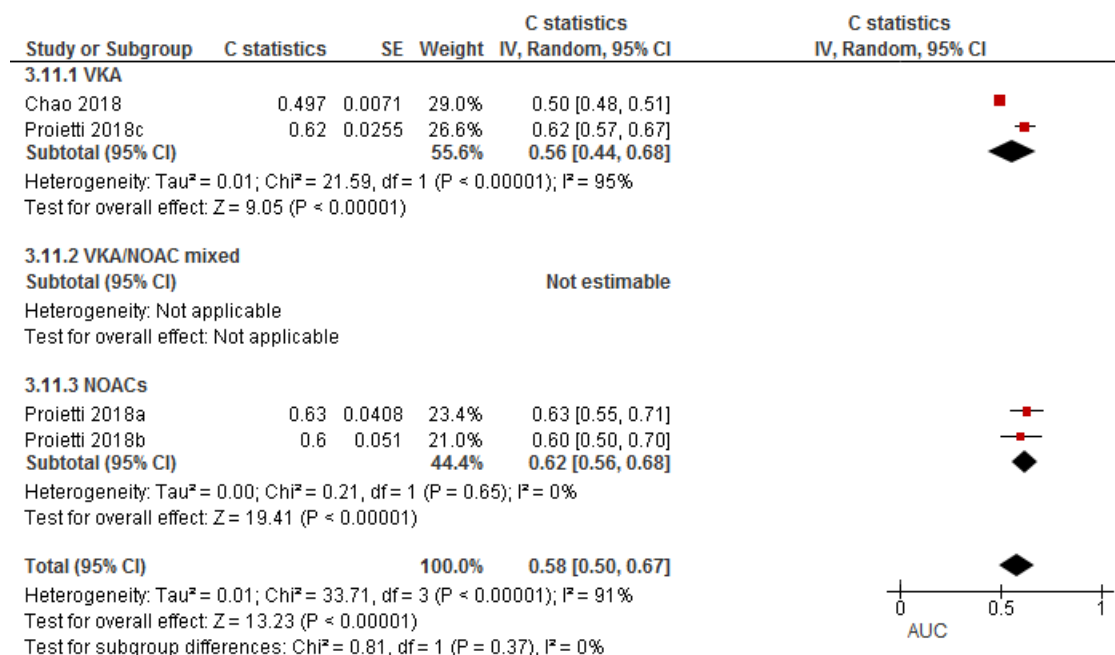 C statistics C statistics
Study or Subgroup C statistics SE Weight IV, Random, 95% CI IV, Random, 95% CI
3.11.1 VKA
Chao 2018 0.497 0.0071 29.0% 0.50 [0.48, 0.51]
Proietti 2018c 0.62 0.0255 26.6% 0.62 [0.57, 0.67]
Subtotal (95% CI) 55.6% 0.56 [0.44, 0.68]
Heterogeneity: Tau² = 0.01; Chi² = 21.59, df = 1 (P < 0.00001); I² = 95%
Test for overall effect: Z = 9.05 (P < 0.00001)
3.11.2 VKA/NOAC mixed
Subtotal (95% CI) Not estimable
Heterogeneity: Not applicable
Test for overall effect: Not applicable
3.11.3 NOACs
Proietti 2018a 0.63 0.0408 23.4% 0.63 [0.55, 0.71]
Proietti 2018b 0.6 0.051 21.0% 0.60 [0.50, 0.70]
Subtotal (95% CI) 44.4% 0.62 [0.56, 0.68]
Heterogeneity: Tau² = 0.00; Chi² = 0.21, df = 1 (P = 0.65); I² = 0%
Test for overall effect: Z = 19.41 (P < 0.00001)
Total (95% CI) 100.0% 0.58 [0.50, 0.67]
Heterogeneity: Tau² = 0.01; Chi² = 33.71, df = 3 (P < 0.00001); I² = 91%
Test for overall effect: Z = 13.23 (P < 0.00001)
Test for subgroup differences: Chi² = 0.81, df = 1 (P = 0.37), I² = 0%
0 0.5 1
AUC